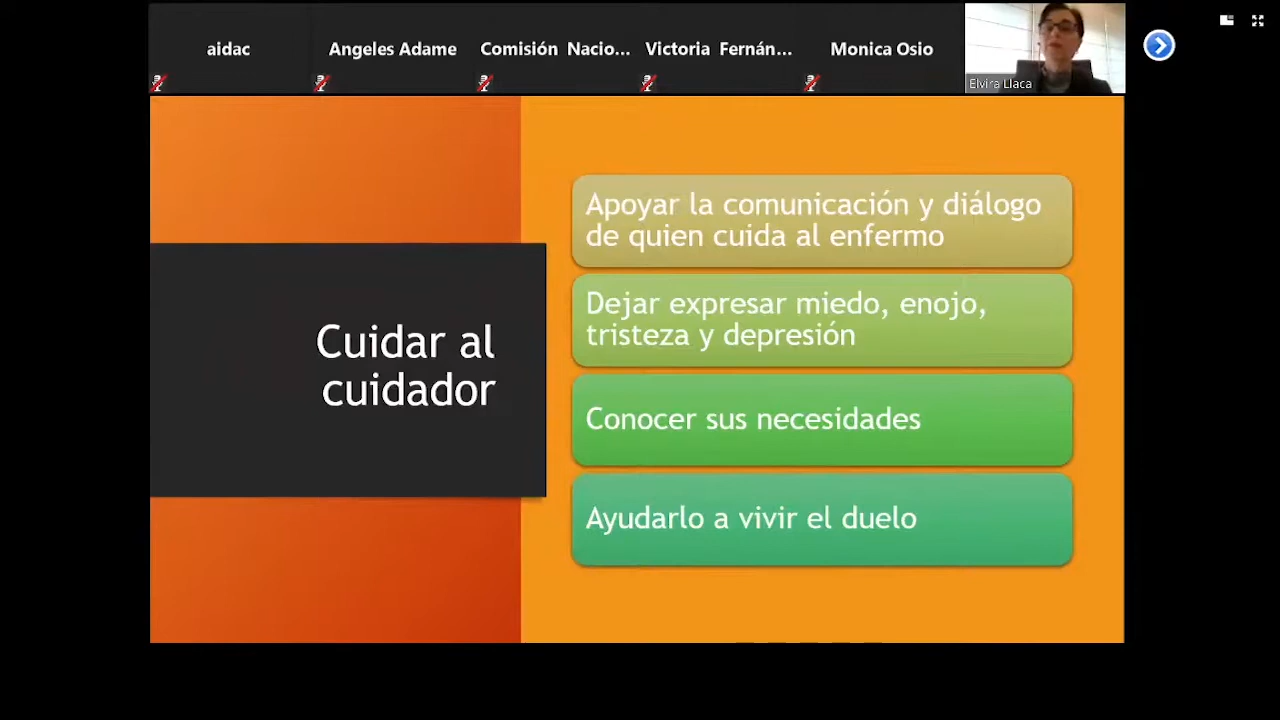 aidac
Angeles Adame
Comisión Nacio...
Victoria Fernán...
Monica Osio
Elvira Llaca
Cuidar al
cuidador
Apoyar la comunicación y diálogo
de quien cuida al enfermo
Dejar expresar miedo, enojo,
tristeza y depresión
Conocer sus necesidades
Ayudarlo a vivir el duelo